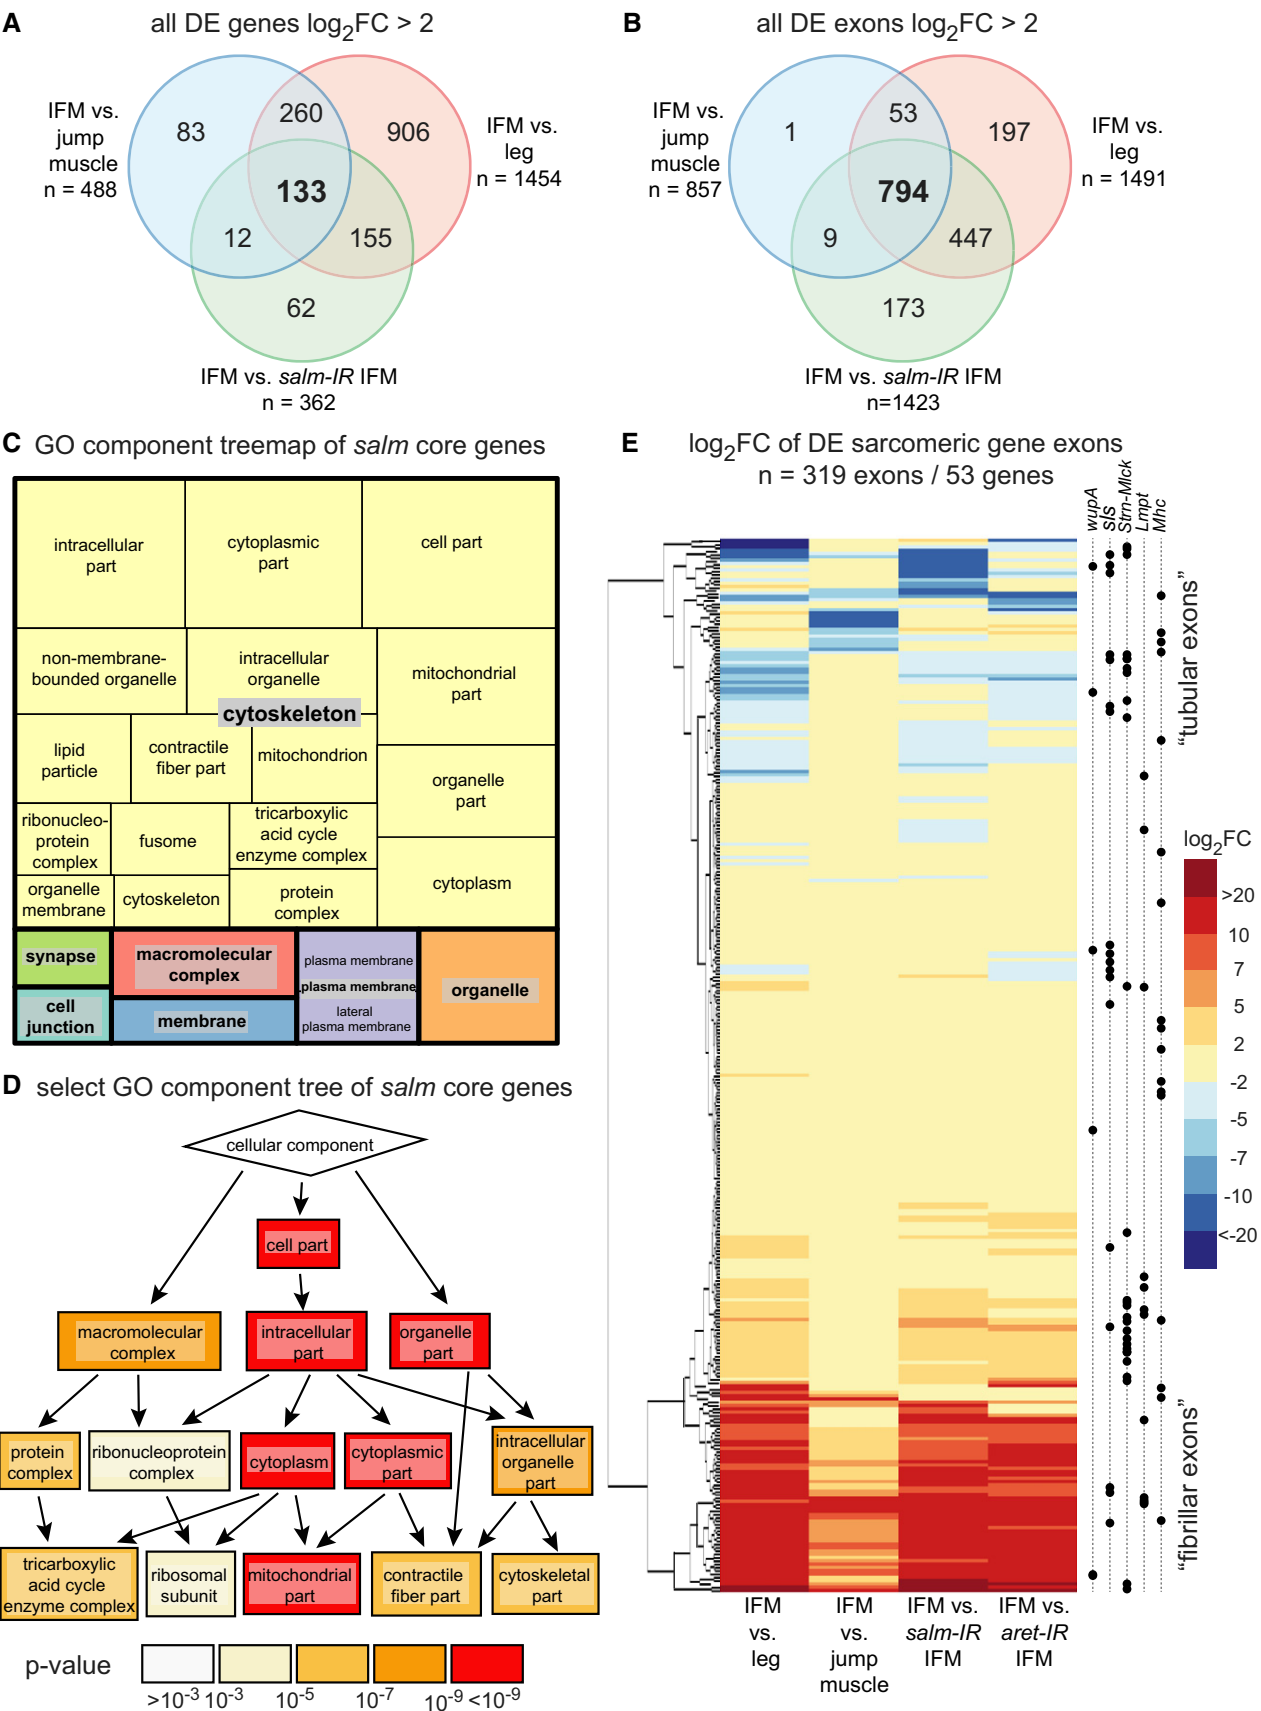 A all DE genes log2FC > 2
IFM vs.
jump
muscle
n = 488
83
260
906
IFM vs.
leg
n = 1454
133
12
155
62
IFM vs. salm-IR IFM
n = 362
B all DE exons log2FC > 2
IFM vs.
jump
muscle
n = 857
1
53
197
IFM vs.
leg
n = 1491
794
9
447
173
IFM vs. salm-IR IFM
n=1423
C GO component treemap of salm core genes
intracellular
part
cytoplasmic
part
cell part
non-membrane-
bounded organelle
intracellular
organelle
mitochondrial
part
cytoskeleton
lipid
particle
contractile
fiber part
mitochondrion
organelle
part
ribonucleo-
protein
complex
fusome
tricarboxylic
acid cycle
enzyme complex
cytoplasm
organelle
membrane
cytoskeleton
protein
complex
synapse
macromolecular
complex
plasma membrane
plasma membrane
lateral
plasma membrane
organelle
cell
junction
membrane
D select GO component tree of salm core genes
cellular component
cell part
macromolecular
complex
intracellular
part
organelle
part
protein
complex
ribonucleoprotein
complex
cytoplasm
cytoplasmic
part
intracellular
organelle
part
tricarboxylic
acid cycle
enzyme complex
ribosomal
subunit
mitochondrial
part
contractile
fiber part
cytoskeletal
part
p-value
>10-3 10-3 10-5 10-7 10-9 <10-9
E log2FC of DE sarcomeric gene exons
n = 319 exons / 53 genes
wupA
sls
Strn-Mlck
Lmpt
Mhc
“tubular exons”
“fibrillar exons”
log2FC
>20
10
7
5
2
-2
-5
-7
-10
<-20
IFM
vs.
leg
IFM
vs.
jump
muscle
IFM vs.
salm-IR
IFM
IFM vs.
aret-IR
IFM